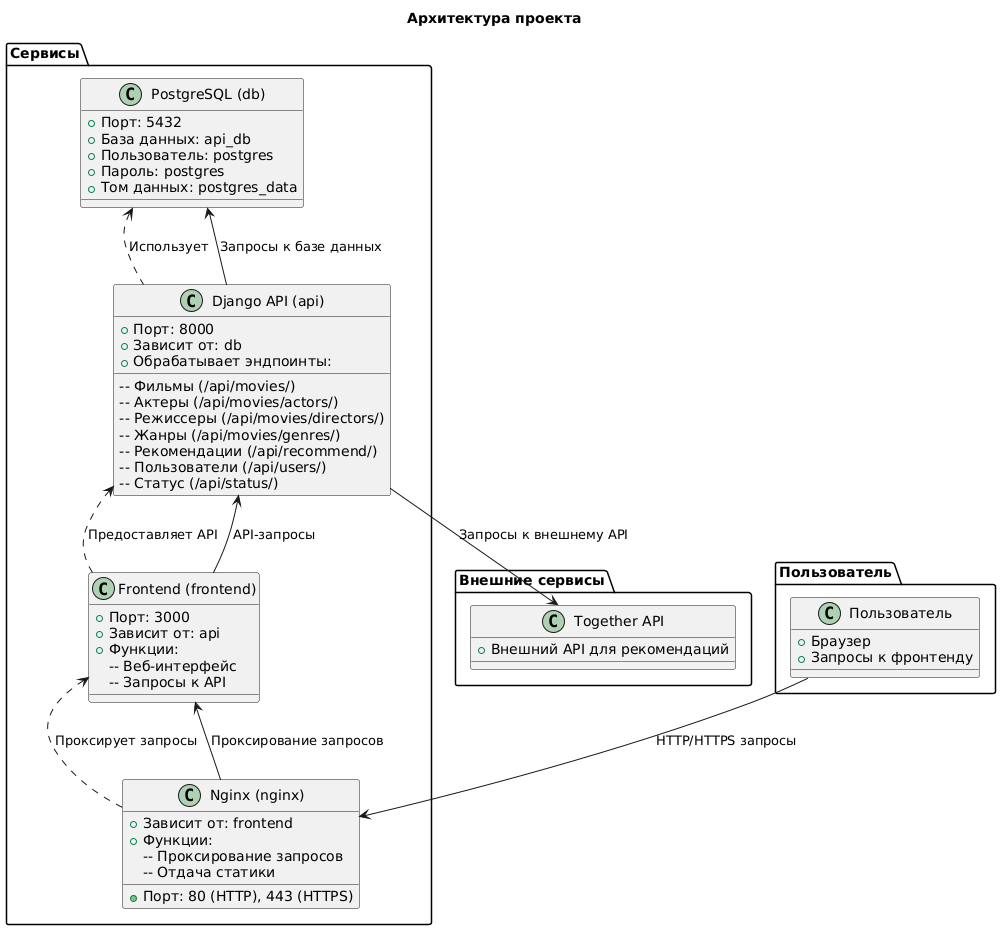 Архитектура проекта
Сервисы
C PostgreSQL (db)
Порт: 5432
База данных: api_db
Пользователь: postgres
Пароль: postgres
Том данных: postgres_data
Использует
Запросы к базе данных
C Django API (api)
Порт: 8000
Зависит от: db
Обрабатывает эндпоинты:
-- Фильмы (/api/movies/)
-- Актеры (/api/movies/actors/)
-- Режиссеры (/api/movies/directors/)
-- Жанры (/api/movies/genres/)
-- Рекомендации (/api/recommend/)
-- Пользователи (/api/users/)
-- Статус (/api/status/)
Предоставляет API
API-запросы
Запросы к внешнему API
C Frontend (frontend)
Порт: 3000
Зависит от: api
Функции:
-- Веб-интерфейс
-- Запросы к API
Внешние сервисы
C Together API
Внешний API для рекомендаций
Пользователь
C Пользователь
Браузер
Запросы к фронтенду
Проксирует запросы
Проксирование запросов
HTTP/HTTPS запросы
C Nginx (nginx)
Зависит от: frontend
Функции:
-- Проксирование запросов
-- Отдача статики
Порт: 80 (HTTP), 443 (HTTPS)